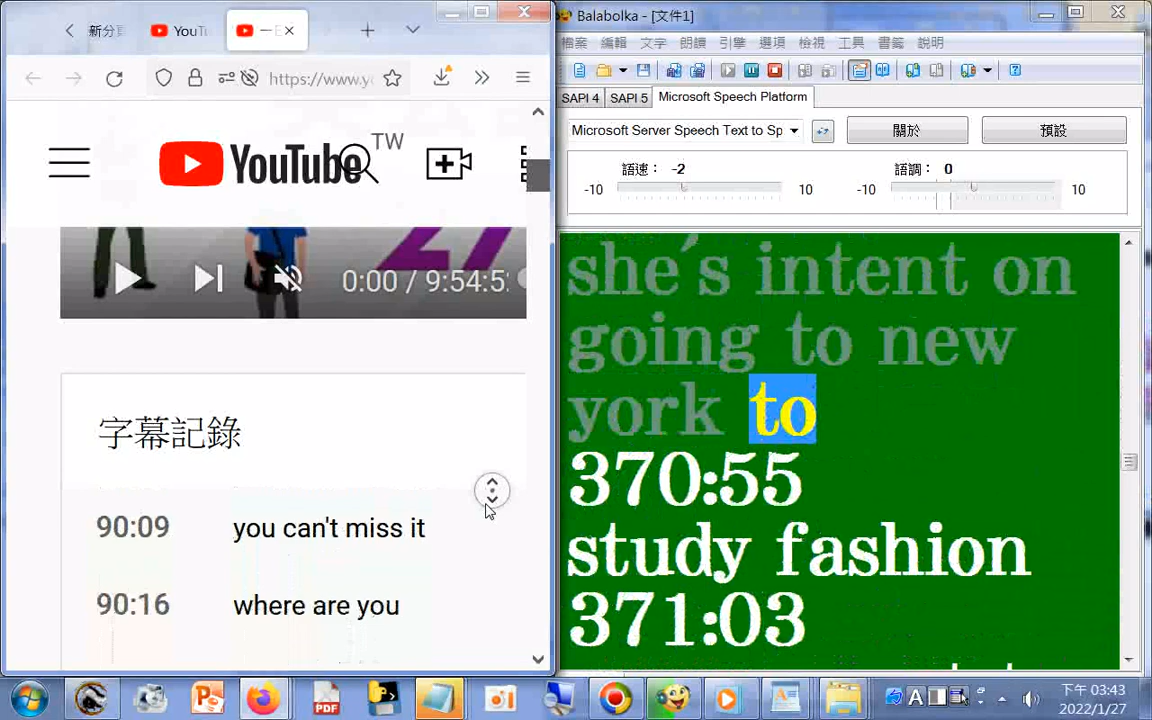 新分頁
YouTu
一 E
https://www.yo
YouTube
TW
0:00 / 9:54:5
字幕記錄
90:09
you can't miss it
90:16
where are you
Balabolka - [文件1]
檔案 編輯 文字 朗讀 引擎 選項 檢視 工具 書籤 說明
SAPI 4 SAPI 5 Microsoft Speech Platform
Microsoft Server Speech Text to Sp
關於
預設
語速： -2
-10 10
語調： 0
-10 10
she's intent on
going to new
york to
370:55
study fashion
371:03
PDF
A
下午 03:43
2022/1/27